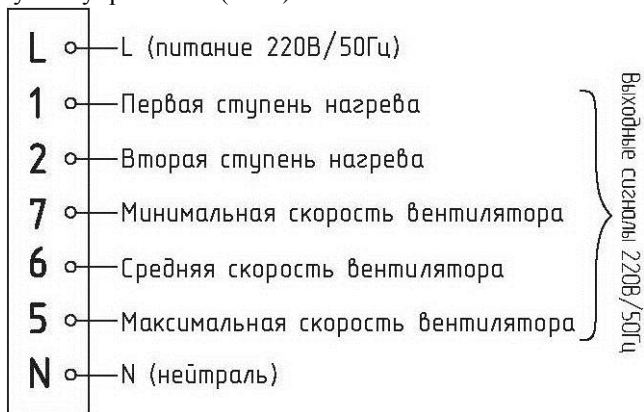 L L (питание 220В/50Гц)
1 Первая ступень нагрева
2 Вторая ступень нагрева
7 Минимальная скорость вентилятора
6 Средняя скорость вентилятора
5 Максимальная скорость вентилятора
N N (нейтраль)
Выходные сигналы 220В/50Гц